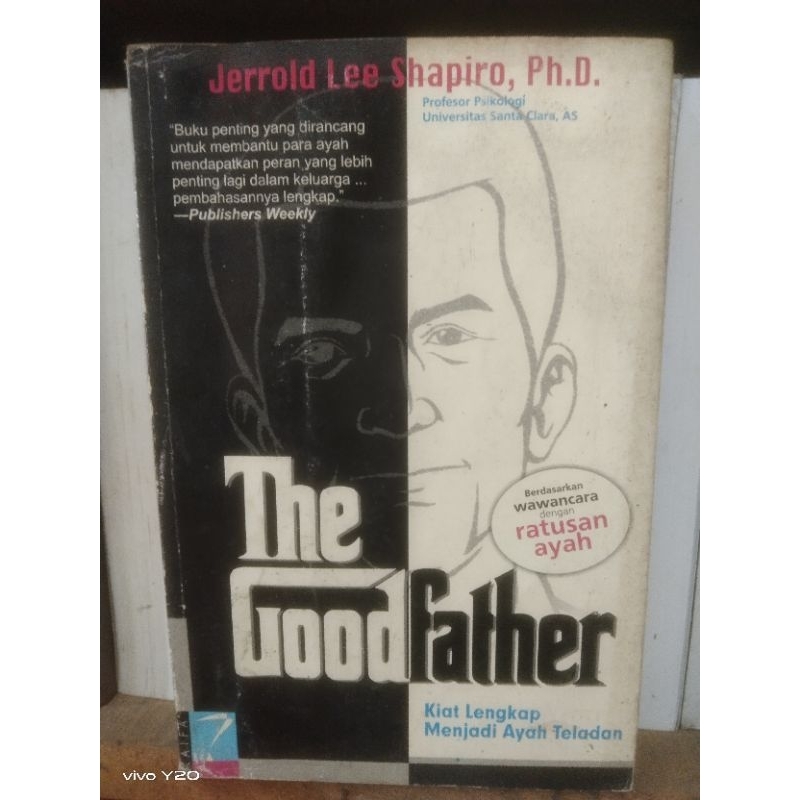 Jerrold Lee Shapiro, Ph.D.
Profesor Psikologi
Universitas Santa Clara, AS
"Buku penting yang dirancang
untuk membantu para ayah
mendapatkan peran yang lebih
penting lagi dalam keluarga ...
pembahasannya lengkap."
—Publishers Weekly
Berdasarkan
wawancara
dengan
ratusan
ayah
The
Goodfather
Kiat Lengkap
Menjadi Ayah Teladan
KAIFA
vivo Y20